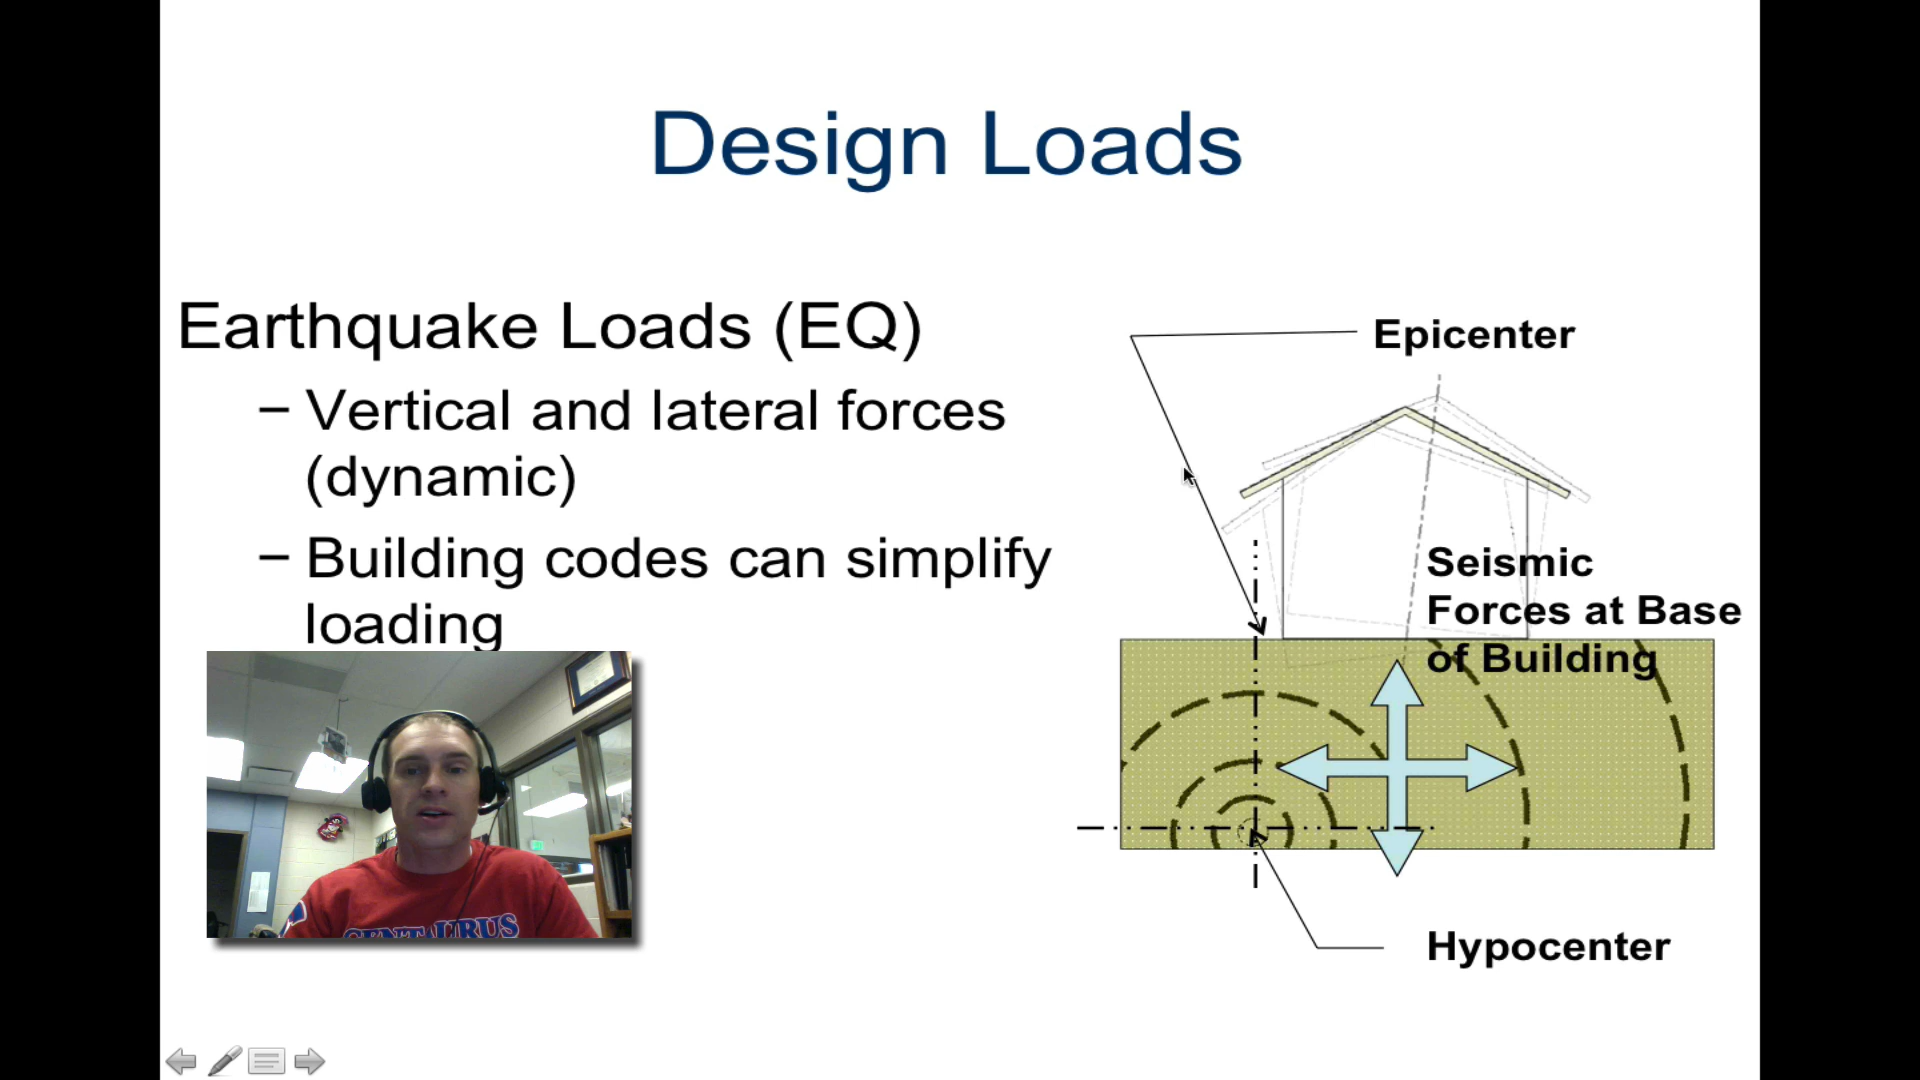 Design Loads
Earthquake Loads (EQ)
– Vertical and lateral forces
(dynamic)
– Building codes can simplify
loading
Epicenter
Seismic
Forces at Base
of Building
Hypocenter
CENTAURUS